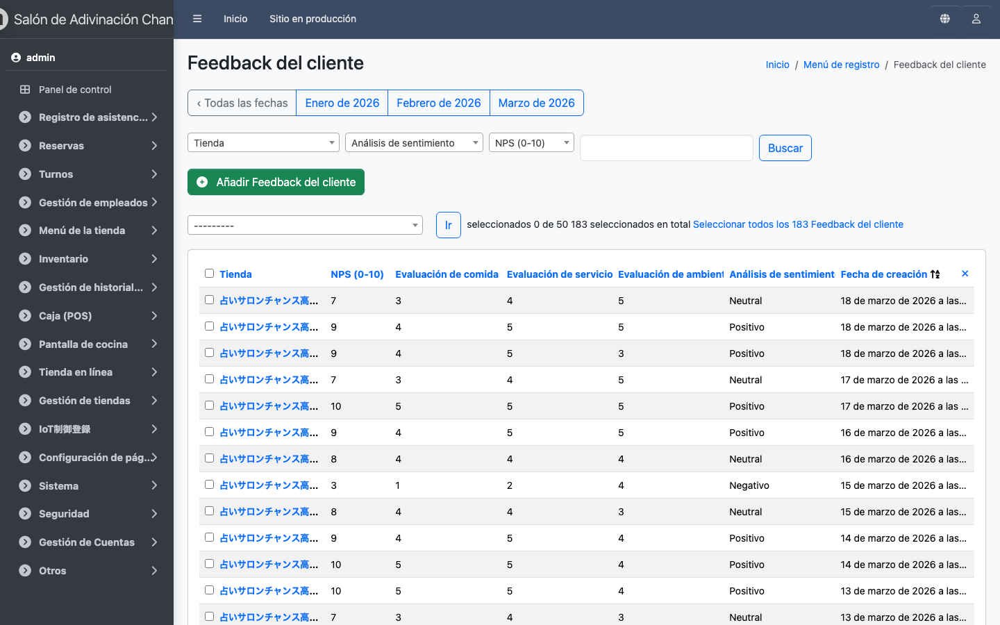 Salón de Adivinación Chan
Inicio
Sitio en producción
admin
Panel de control
Registro de asistenc...
Reservas
Turnos
Gestión de empleados
Menú de la tienda
Inventario
Gestión de historial...
Caja (POS)
Pantalla de cocina
Tienda en línea
Gestión de tiendas
IoT制御登録
Configuración de pág...
Sistema
Seguridad
Gestión de Cuentas
Otros
Feedback del cliente
Inicio / Menú de registro / Feedback del cliente
‹ Todas las fechas Enero de 2026 Febrero de 2026 Marzo de 2026
Tienda Análisis de sentimiento NPS (0-10) Buscar
Añadir Feedback del cliente
--------- Ir seleccionados 0 de 50 183 seleccionados en total Seleccionar todos los 183 Feedback del cliente
Tienda NPS (0-10) Evaluación de comida Evaluación de servicio Evaluación de ambient Análisis de sentiment Fecha de creación
占いサロンチャンス高... 7 3 4 5 Neutral 18 de marzo de 2026 a las...
占いサロンチャンス高... 9 4 5 5 Positivo 18 de marzo de 2026 a las...
占いサロンチャンス高... 9 4 5 3 Positivo 18 de marzo de 2026 a las...
占いサロンチャンス高... 7 3 4 5 Neutral 17 de marzo de 2026 a las ...
占いサロンチャンス高... 10 5 5 5 Positivo 17 de marzo de 2026 a las ...
占いサロンチャンス高... 9 4 5 5 Positivo 16 de marzo de 2026 a las...
占いサロンチャンス高... 8 4 4 4 Neutral 16 de marzo de 2026 a las...
占いサロンチャンス高... 3 1 2 4 Negativo 15 de marzo de 2026 a las...
占いサロンチャンス高... 8 4 4 3 Neutral 15 de marzo de 2026 a las...
占いサロンチャンス高... 9 4 5 4 Positivo 14 de marzo de 2026 a las...
占いサロンチャンス高... 10 5 5 4 Positivo 14 de marzo de 2026 a las...
占いサロンチャンス高... 10 5 5 4 Positivo 13 de marzo de 2026 a las...
占いサロンチャンス高... 7 3 4 3 Neutral 13 de marzo de 2026 a las...